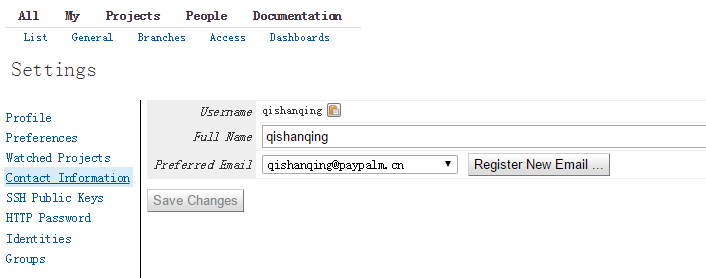 All My Projects People Documentation
List General Branches Access Dashboards
Settings
Profile
Preferences
Watched Projects
Contact Information
SSH Public Keys
HTTP Password
Identities
Groups
Username qishanqing
Full Name qishanqing
Preferred Email qishanqing@paypalm.cn Register New Email ...
Save Changes